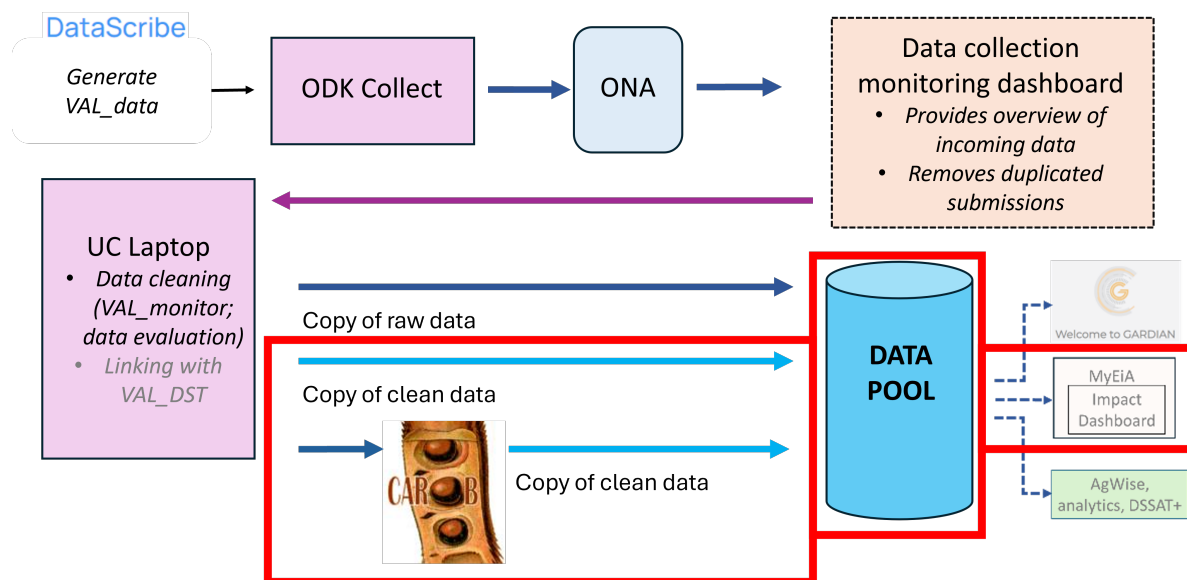 DataScribe
Generate
VAL_data
ODK Collect
ONA
Data collection
monitoring dashboard
• Provides overview of
incoming data
• Removes duplicated
submissions
UC Laptop
• Data cleaning
(VAL_monitor;
data evaluation)
• Linking with
VAL_DST
Copy of raw data
Copy of clean data
CAROB
Copy of clean data
DATA
POOL
Welcome to GARDIAN
MyEiA
Impact
Dashboard
AgWise,
analytics, DSSAT+